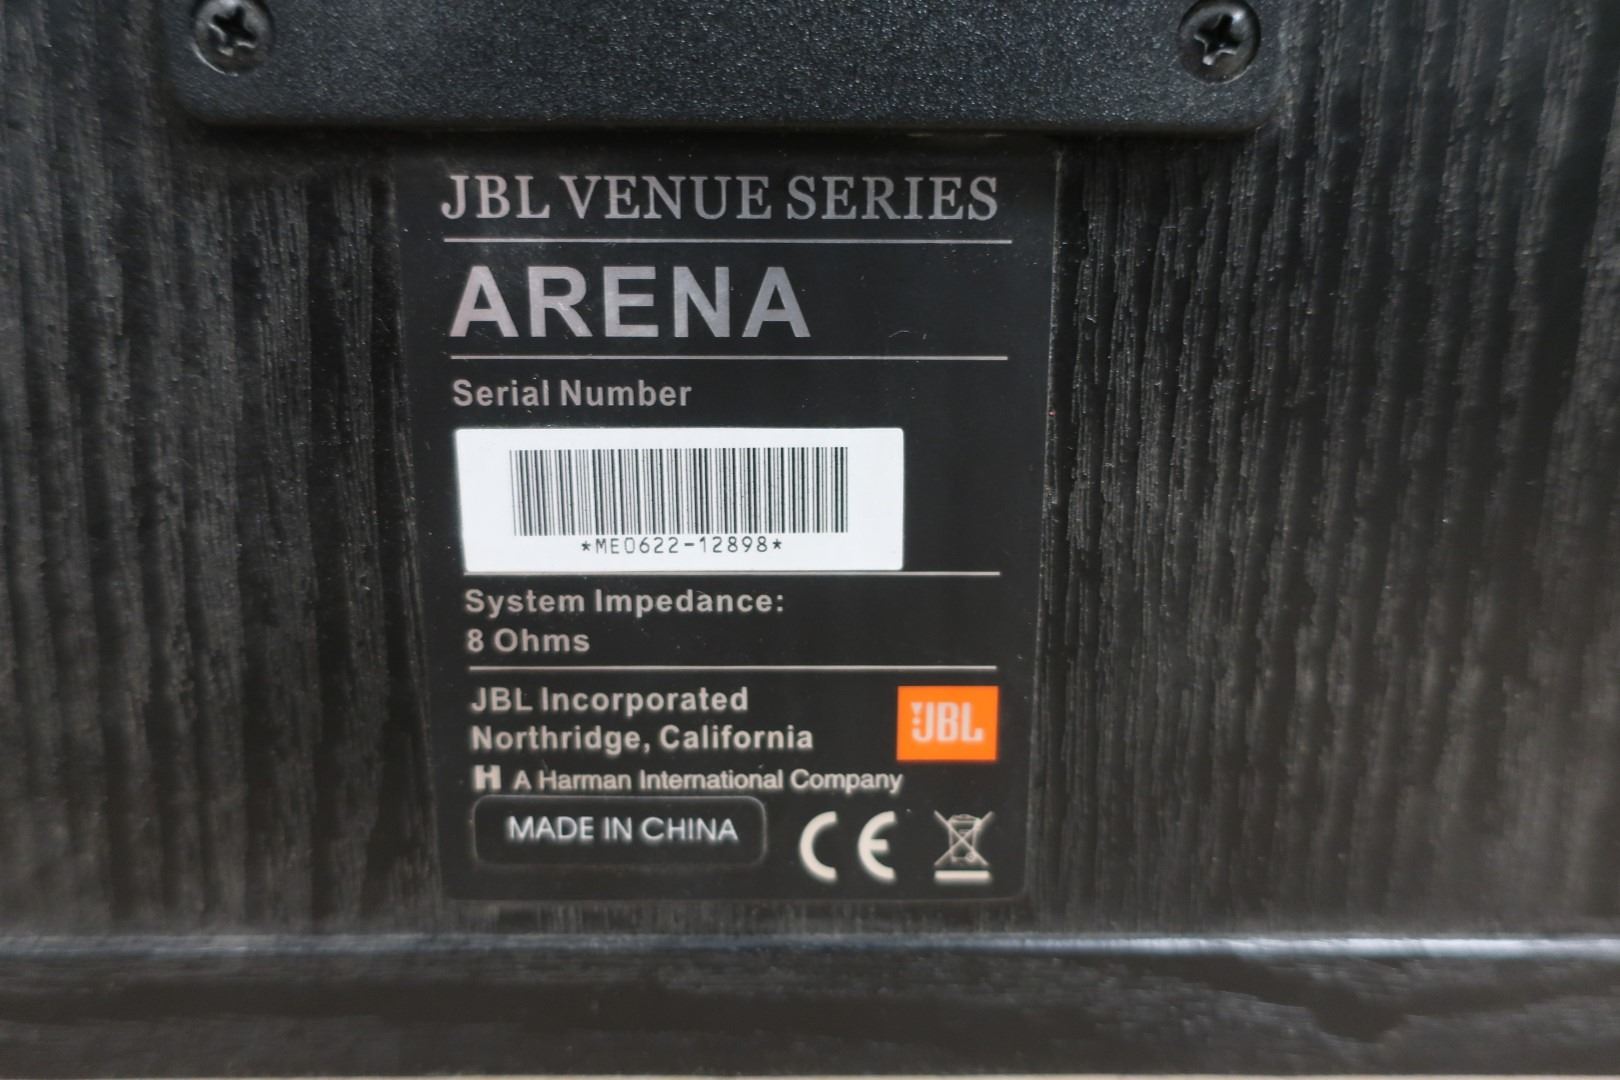 JBL VENUE SERIES
ARENA
Serial Number
*ME0622-12898*
System Impedance:
8 Ohms
JBL Incorporated
Northridge, California
JBL
H A Harman International Company
MADE IN CHINA
CE